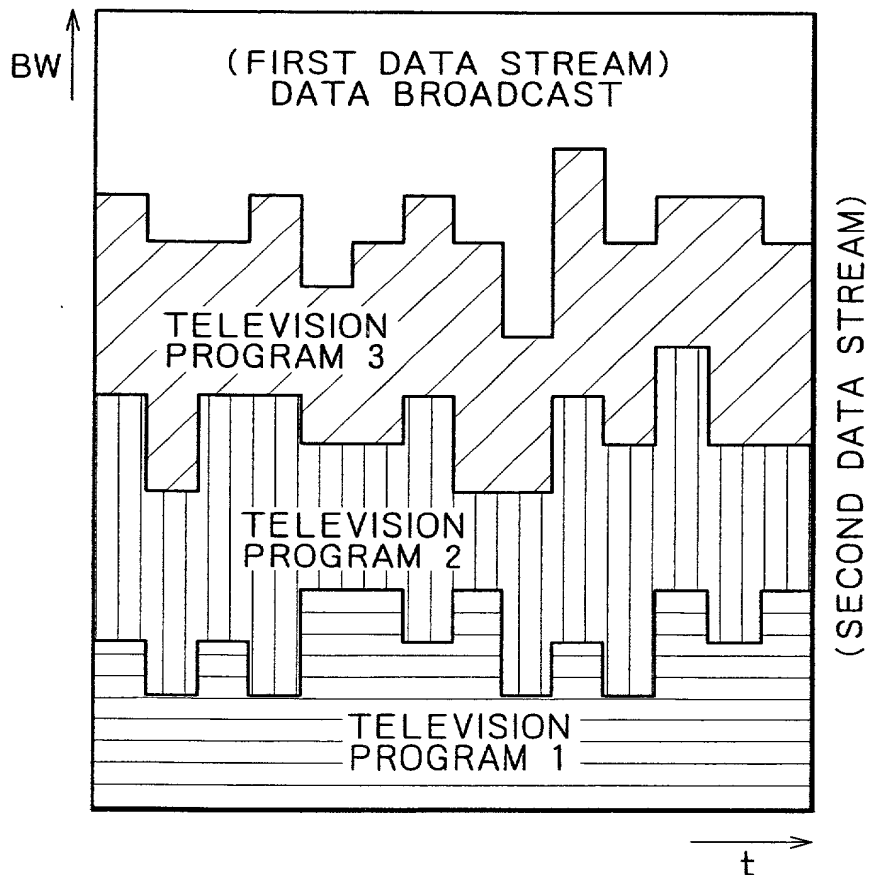 BW
(FIRST DATA STREAM)
DATA BROADCAST
TELEVISION
PROGRAM 3
TELEVISION
PROGRAM 2
TELEVISION
PROGRAM 1
(SECOND DATA STREAM)
t